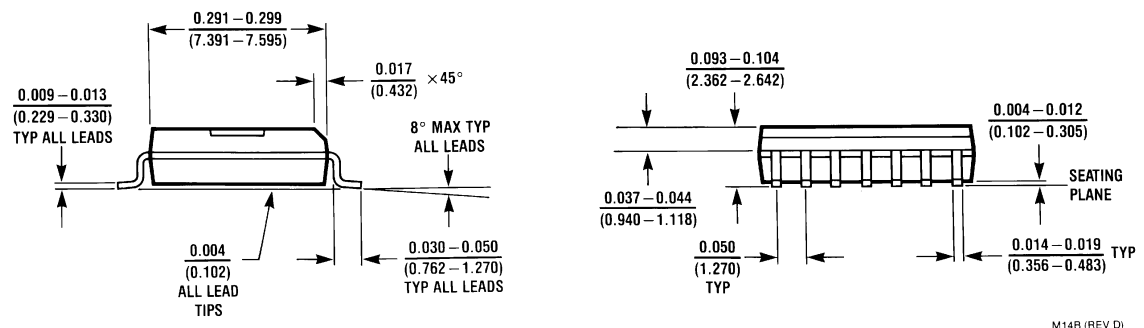 0.291 – 0.299
(7.391 – 7.595)
0.017
(0.432)
×45°
0.009 – 0.013
(0.229 – 0.330)
TYP ALL LEADS
8° MAX TYP
ALL LEADS
0.004
(0.102)
ALL LEAD
TIPS
0.030 – 0.050
(0.762 – 1.270)
TYP ALL LEADS
0.093 – 0.104
(2.362 – 2.642)
0.004 – 0.012
(0.102 – 0.305)
SEATING
PLANE
0.037 – 0.044
(0.940 – 1.118)
0.050
(1.270)
TYP
0.014 – 0.019
(0.356 – 0.483)
TYP
M14B (REV D)